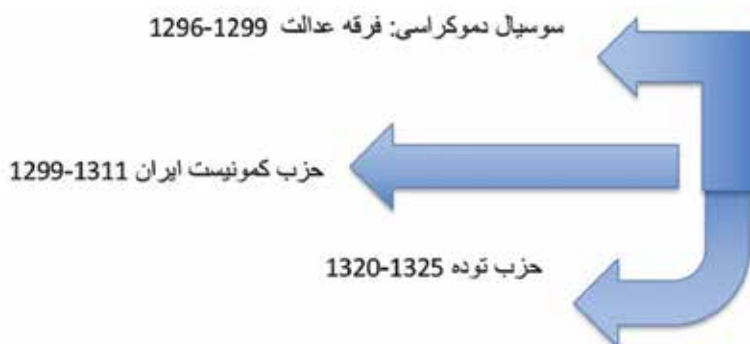 سوسیال دموکراسی: فرقه عدالت 1299-1296
حزب کمونیست ایران 1311-1299
حزب توده 1325-1320